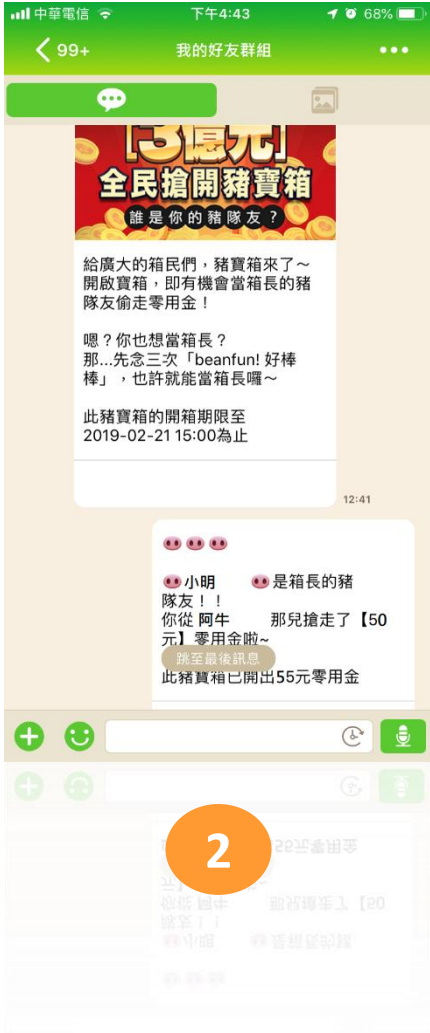 中華電信 下午4:43 68%
99+ 我的好友群組
[3億元]
全民搶開豬寶箱
誰是你的豬隊友?
給廣大的箱民們,豬寶箱來了~
開啟寶箱,即有機會當箱長的豬
隊友偷走零用金!
嗯?你也想當箱長?
那...先念三次「beanfun! 好棒
棒」,也許就能當箱長囉~
此豬寶箱的開箱期限至
2019-02-21 15:00為止
12:41
小明 是箱長的豬
隊友!!
你從 阿牛 那兒搶走了【50
元】零用金啦~
跳至最後訊息
此豬寶箱已開出55元零用金
2